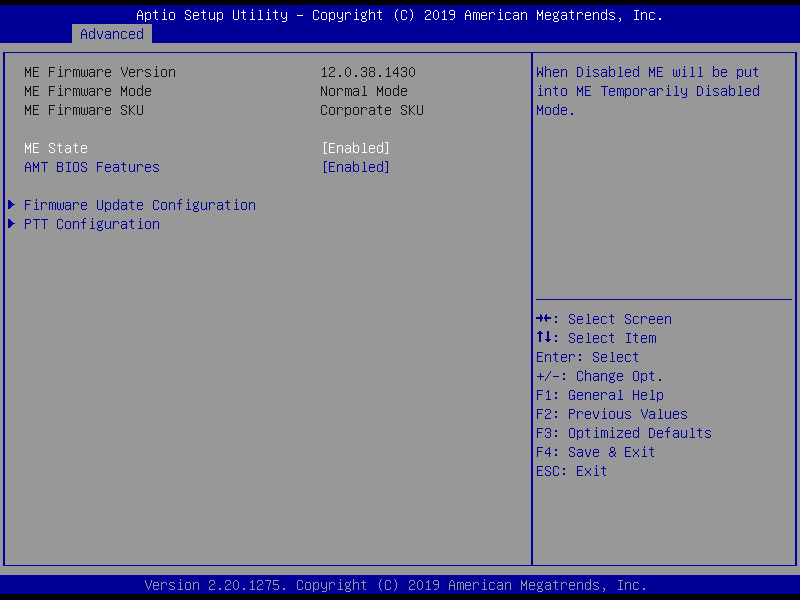 Aptio Setup Utility – Copyright (C) 2019 American Megatrends, Inc.
Advanced
ME Firmware Version 12.0.38.1430
ME Firmware Mode Normal Mode
ME Firmware SKU Corporate SKU
ME State [Enabled]
AMT BIOS Features [Enabled]
Firmware Update Configuration
PTT Configuration
When Disabled ME will be put
into ME Temporarily Disabled
Mode.
→←: Select Screen
↑↓: Select Item
Enter: Select
+/-: Change Opt.
F1: General Help
F2: Previous Values
F3: Optimized Defaults
F4: Save & Exit
ESC: Exit
Version 2.20.1275. Copyright (C) 2019 American Megatrends, Inc.